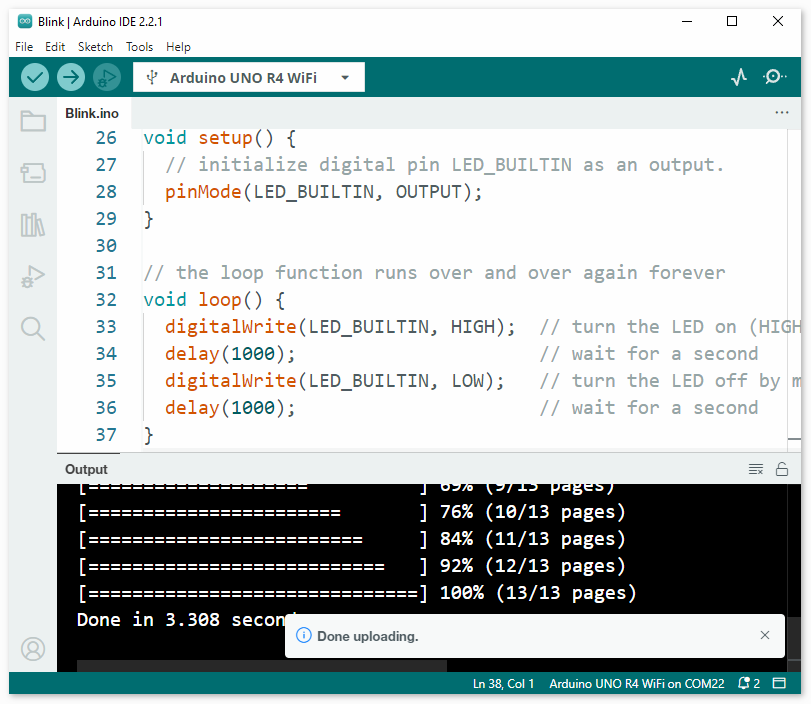 Blink | Arduino IDE 2.2.1
File Edit Sketch Tools Help
Arduino UNO R4 WiFi
Blink.ino
26 void setup() {
27   // initialize digital pin LED_BUILTIN as an output.
28   pinMode(LED_BUILTIN, OUTPUT);
29 }
30
31 // the loop function runs over and over again forever
32 void loop() {
33   digitalWrite(LED_BUILTIN, HIGH);  // turn the LED on (HIGH
34   delay(1000);                      // wait for a second
35   digitalWrite(LED_BUILTIN, LOW);   // turn the LED off by m
36   delay(1000);                      // wait for a second
37 }
Output
[=====================          ] 69% (9/13 pages)
[=======================        ] 76% (10/13 pages)
[=========================      ] 84% (11/13 pages)
[===========================    ] 92% (12/13 pages)
[==============================] 100% (13/13 pages)
Done in 3.308 secon
Done uploading.
Ln 38, Col 1 Arduino UNO R4 WiFi on COM22 2